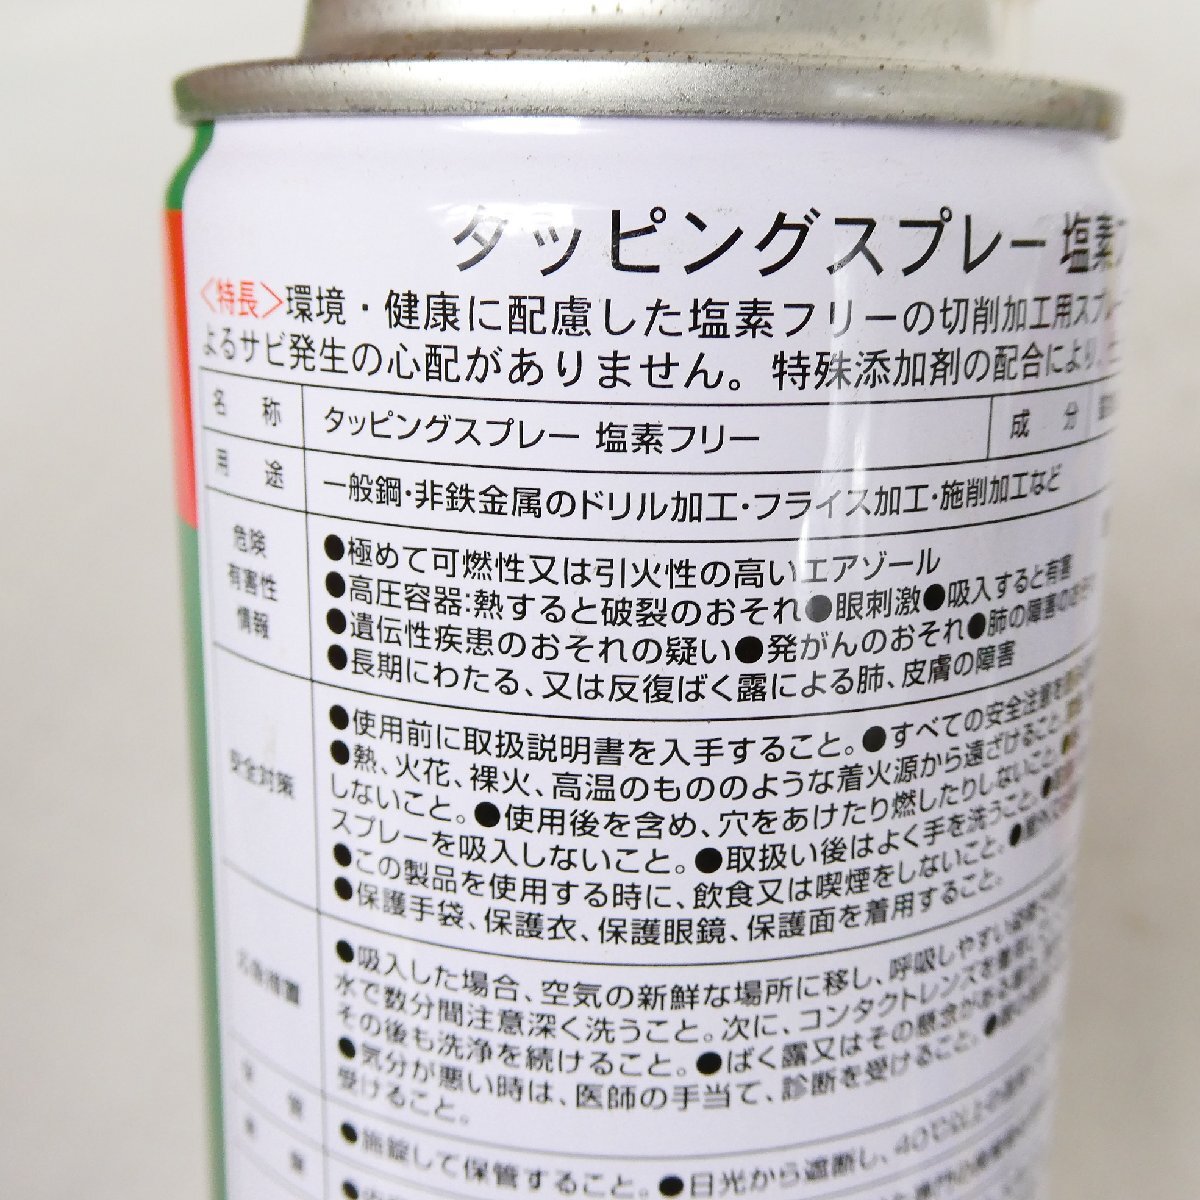 タッピングスプレー 塩素フ
〈特長〉環境・健康に配慮した塩素フリーの切削加工用スプレ
よるサビ発生の心配がありません。特殊添加剤の配合により、
名称 タッピングスプレー 塩素フリー 成分
用途 一般鋼・非鉄金属のドリル加工・フライス加工・施削加工など
危険
有害性
情報
●極めて可燃性又は引火性の高いエアゾール
●高圧容器:熱すると破裂のおそれ●眼刺激●吸入すると有害
●遺伝性疾患のおそれの疑い●発がんのおそれ●肺の障害の
●長期にわたる、又は反復ばく露による肺、皮膚の障害
安全対策
●使用前に取扱説明書を入手すること。●すべての安全注意を
●熱、火花、裸火、高温のもののような着火源から遠ざけること。
しないこと。●使用後を含め、穴をあけたり燃したりしないこと。
スプレーを吸入しないこと。●取扱い後はよく手を洗うこと。
●この製品を使用する時に、飲食又は喫煙をしないこと。
●保護手袋、保護衣、保護眼鏡、保護面を着用すること。
応急措置
●吸入した場合、空気の新鮮な場所に移し、呼吸しやすい姿勢で
水で数分間注意深く洗うこと。次に、コンタクトレンズを着用し
その後も洗浄を続けること。●ばく露又はその懸念がある場合
●気分が悪い時は、医師の手当て、診断を受けること。
受けること。
●施錠して保管すること。●日光から遮断し、40℃以上の